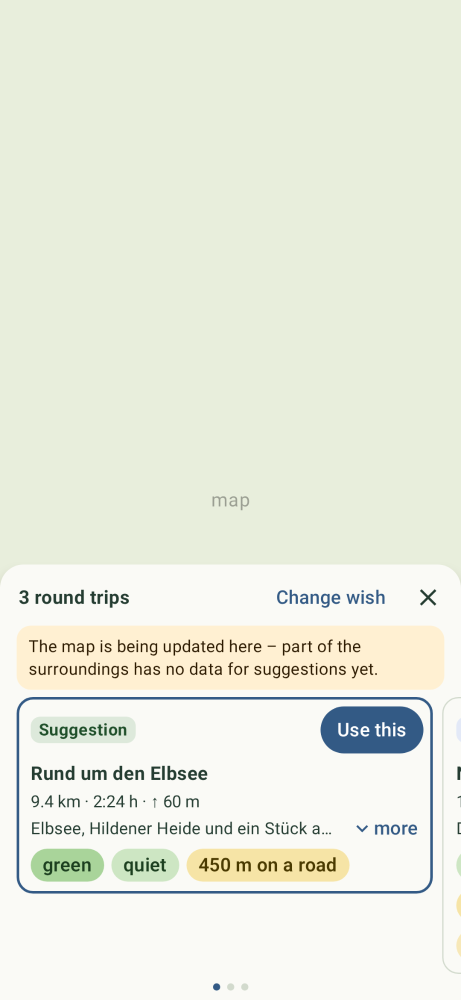 map
3 round trips
Change wish
The map is being updated here – part of the
surroundings has no data for suggestions yet.
Suggestion
Use this
Rund um den Elbsee
9.4 km · 2:24 h · ↑ 60 m
Elbsee, Hildener Heide und ein Stück a…
more
green
quiet
450 m on a road